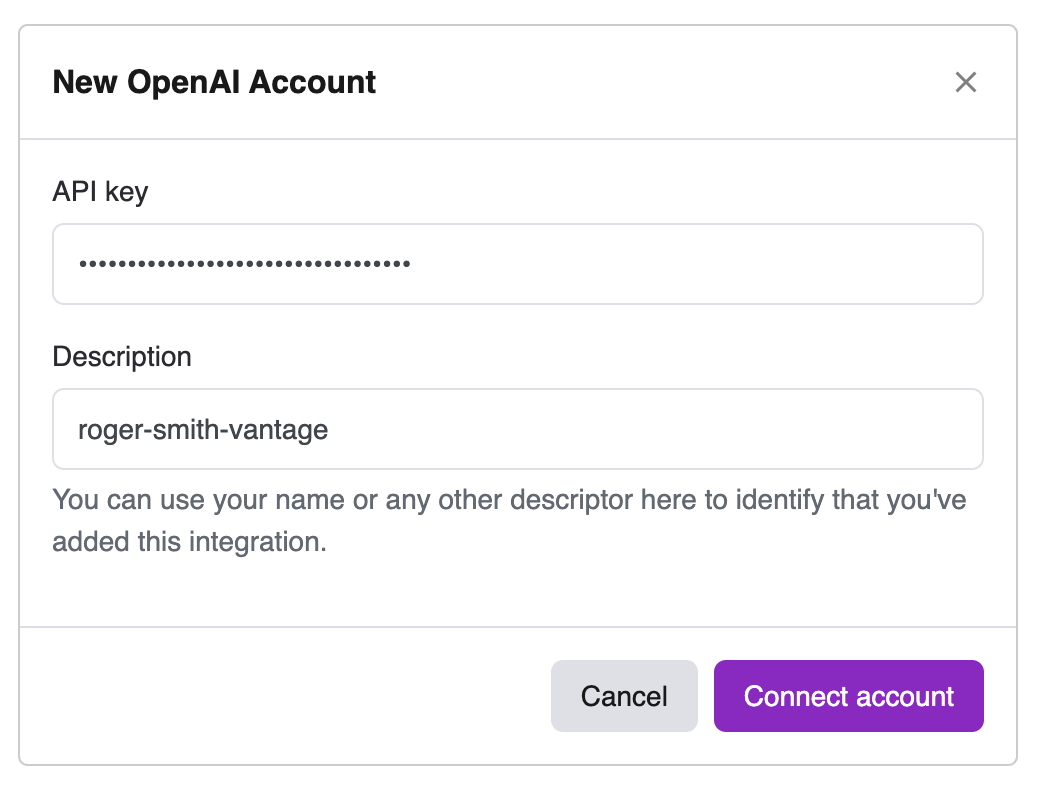 New OpenAI Account
API key
••••••••••••••••••••••••••••••••••
Description
roger-smith-vantage
You can use your name or any other descriptor here to identify that you've
added this integration.
Cancel
Connect account